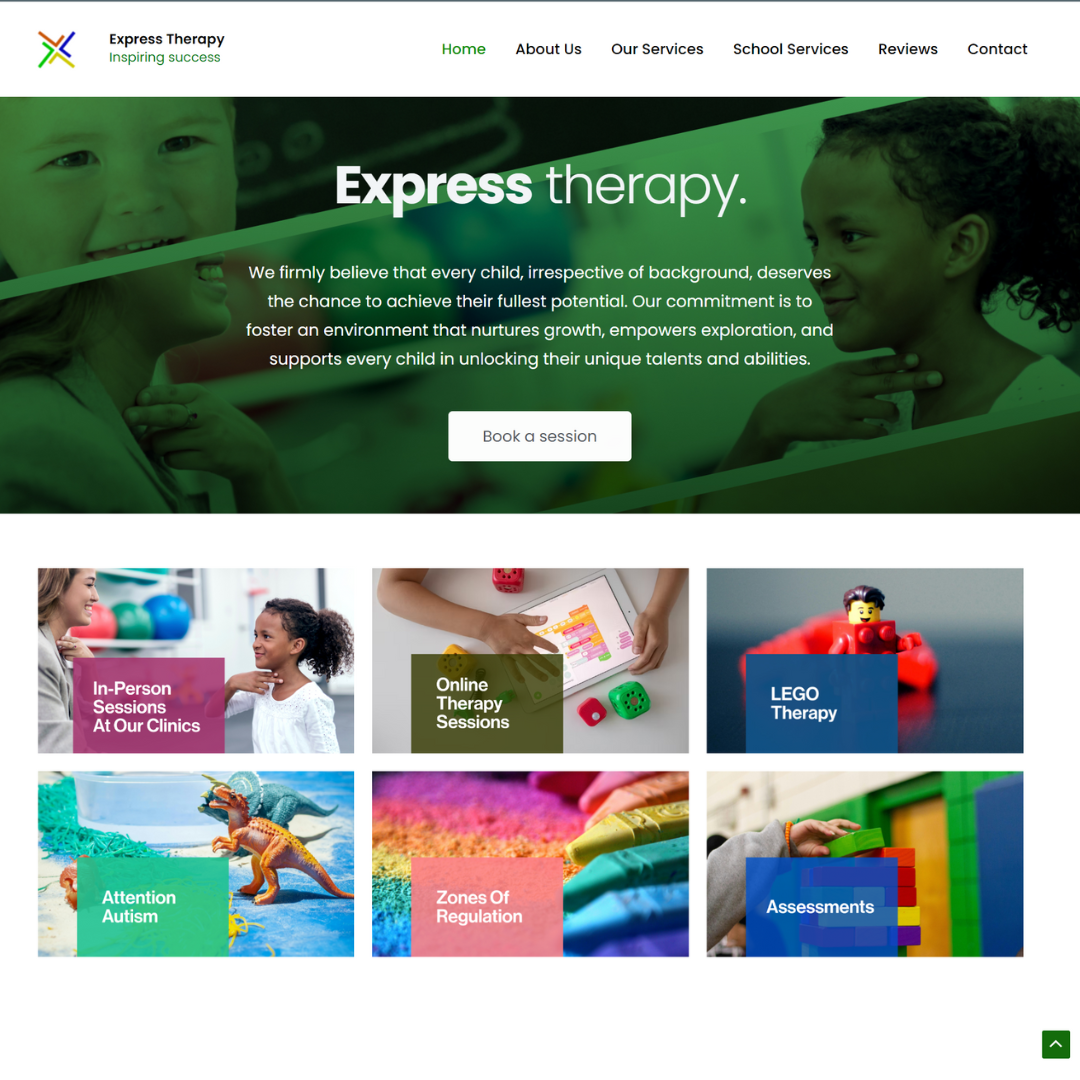 Express Therapy
Inspiring success
Home About Us Our Services School Services Reviews Contact
Express therapy.
We firmly believe that every child, irrespective of background, deserves
the chance to achieve their fullest potential. Our commitment is to
foster an environment that nurtures growth, empowers exploration, and
supports every child in unlocking their unique talents and abilities.
Book a session
In-Person
Sessions
At Our Clinics
Online
Therapy
Sessions
LEGO
Therapy
Attention
Autism
Zones Of
Regulation
Assessments